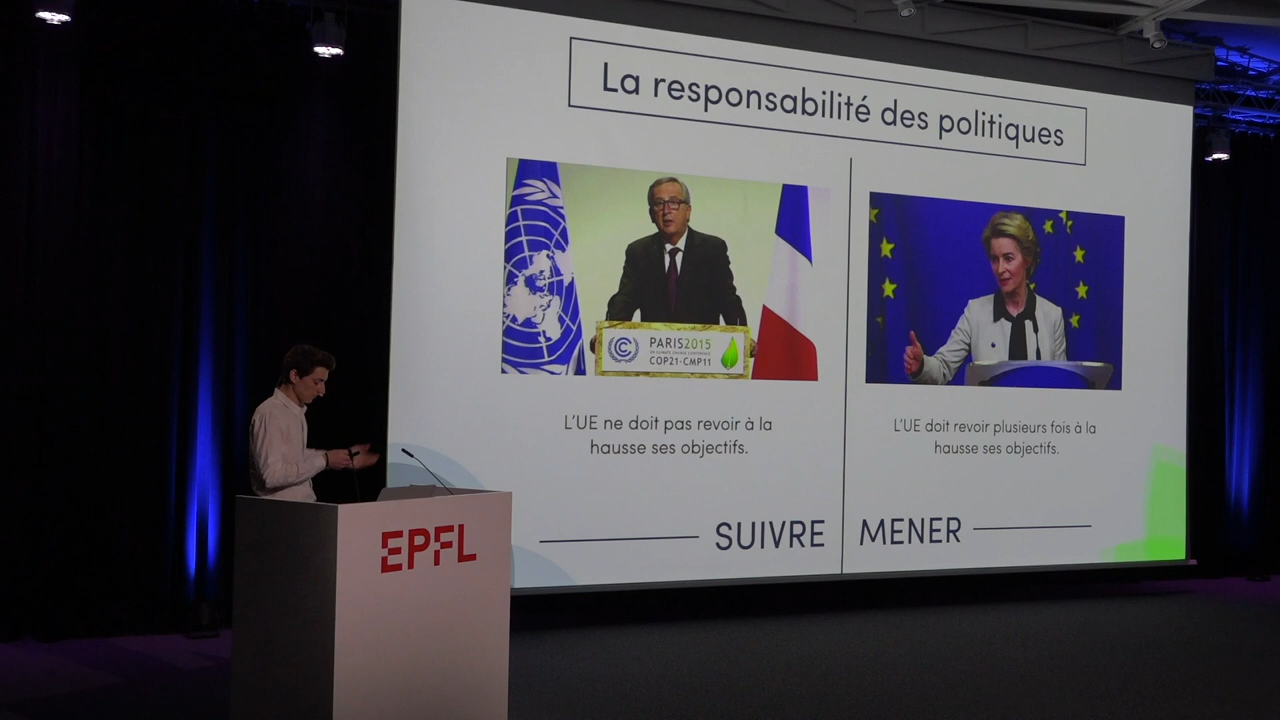 La responsabilité des politiques
PARIS2015
COP21·CMP11
L'UE ne doit pas revoir à la
hausse ses objectifs.
L'UE doit revoir plusieurs fois à la
hausse ses objectifs.
SUIVRE
MENER
EPFL